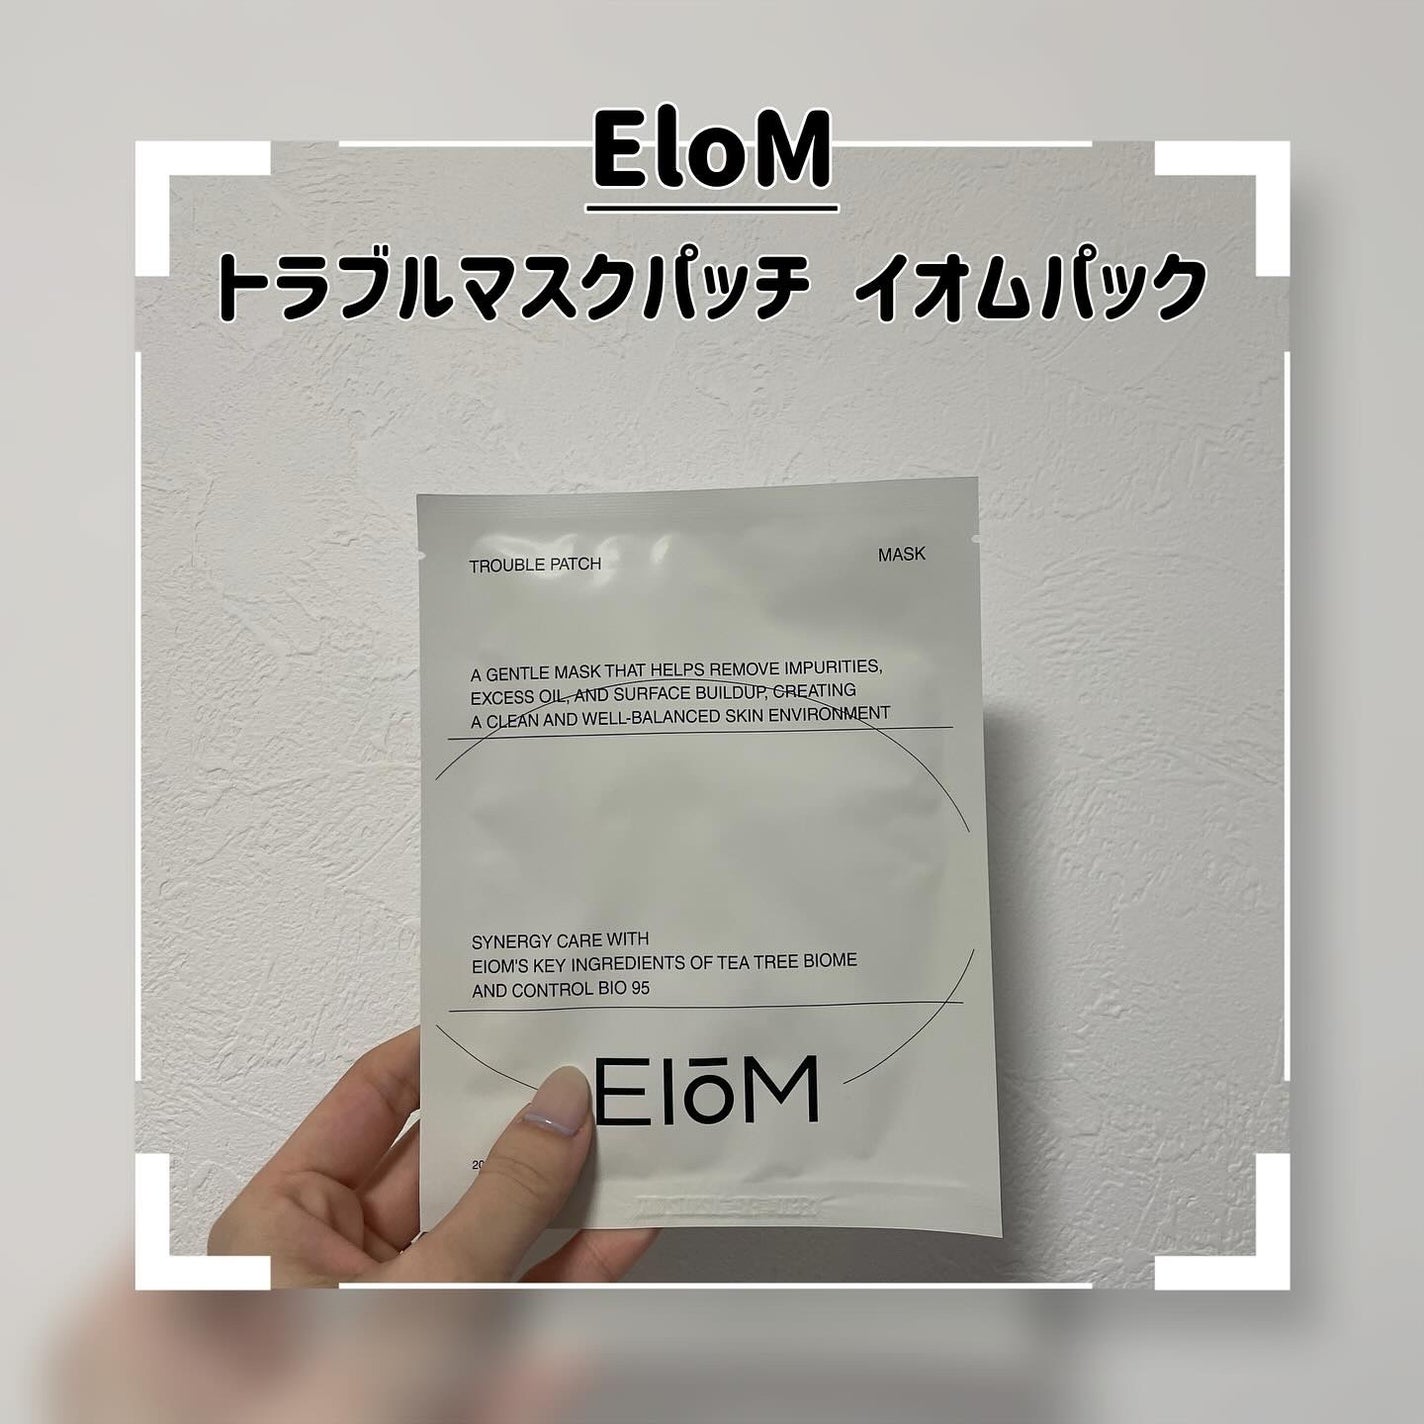 EloM
トラブルマスクパッチ イオムパック
TROUBLE PATCH
MASK
A GENTLE MASK THAT HELPS REMOVE IMPURITIES,
EXCESS OIL, AND SURFACE BUILDUP, CREATING
A CLEAN AND WELL-BALANCED SKIN ENVIRONMENT
SYNERGY CARE WITH
EIOM'S KEY INGREDIENTS OF TEA TREE BIOME
AND CONTROL BIO 95
EIōM